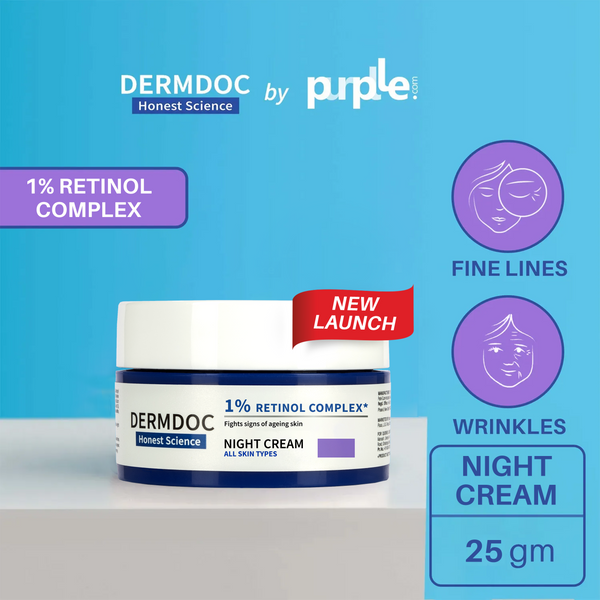 DERMDOC
Honest Science
by
purplle.com
1% RETINOL
COMPLEX
FINE LINES
NEW
LAUNCH
WRINKLES
DERMDOC
Honest Science
1% RETINOL COMPLEX*
Fights signs of ageing skin
NIGHT CREAM
ALL SKIN TYPES
NIGHT
CREAM
25 gm